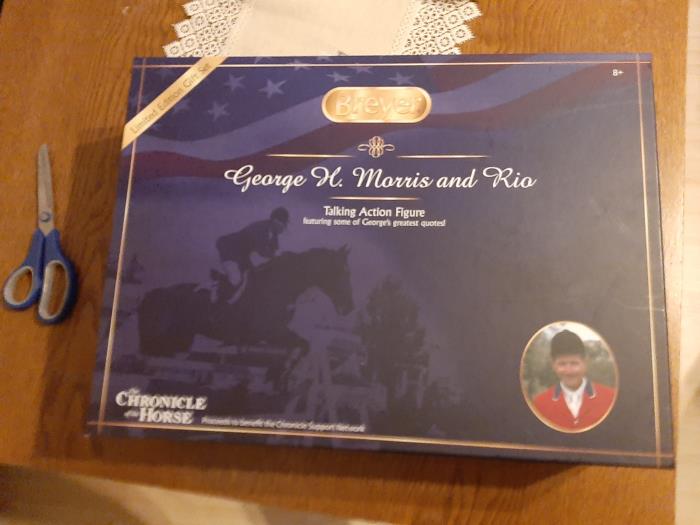 Limited Edition Gift Set
8+
Breyer
George H. Morris and Rio
Talking Action Figure
featuring some of George's greatest quotes!
The
CHRONICLE
of the HORSE
Proceeds to benefit the Chronicle Support Network